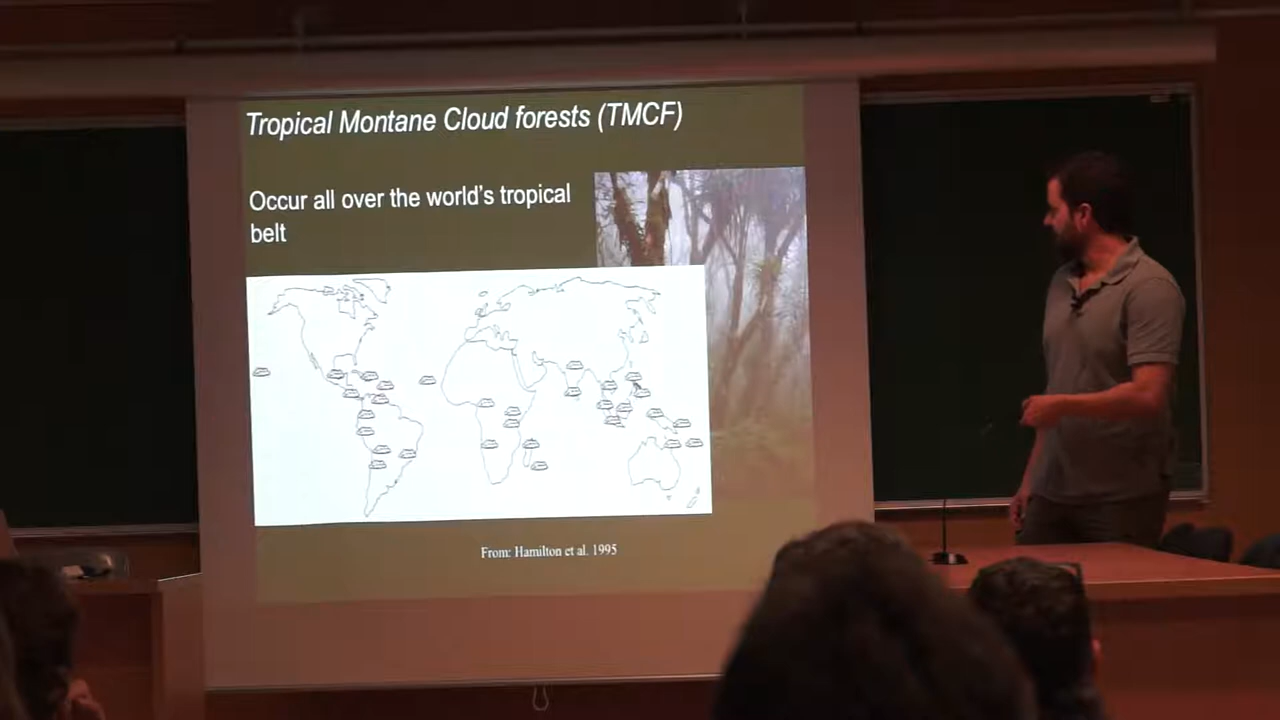 Tropical Montane Cloud forests (TMCF)
Occur all over the world's tropical
belt
From: Hamilton et al. 1995